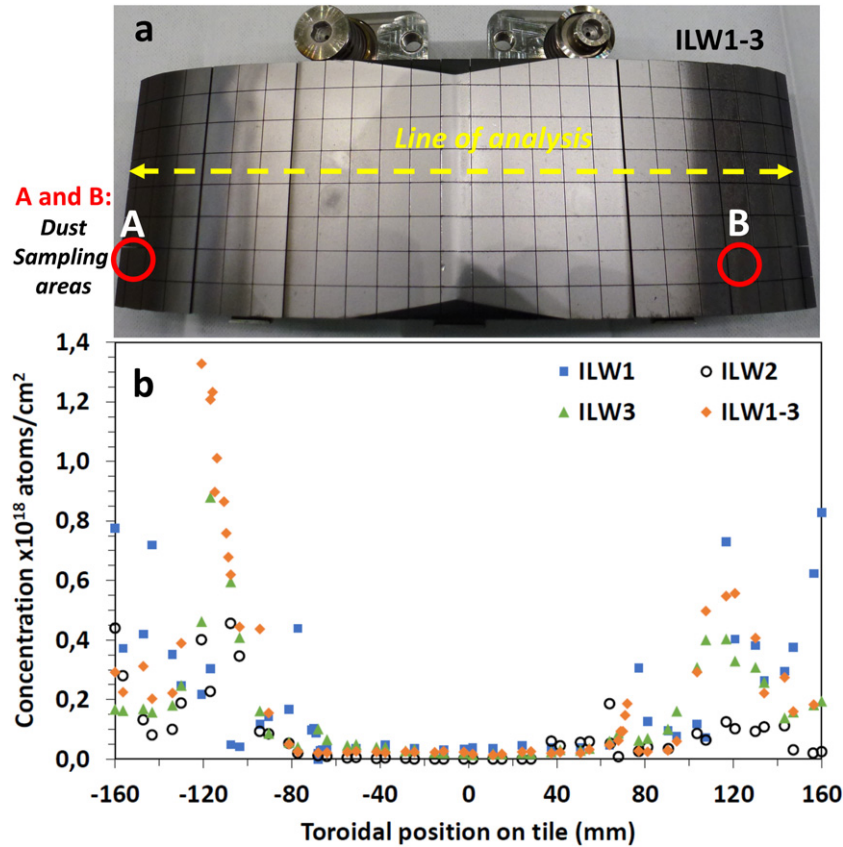 a
ILW1-3
Line of analysis
A and B:
Dust
Sampling
areas
A
B
b
ILW1
ILW2
ILW3
ILW1-3
Concentration x10¹⁸ atoms/cm²
1,4
1,2
1,0
0,8
0,6
0,4
0,2
0,0
-160 -120 -80 -40 0 40 80 120 160
Toroidal position on tile (mm)